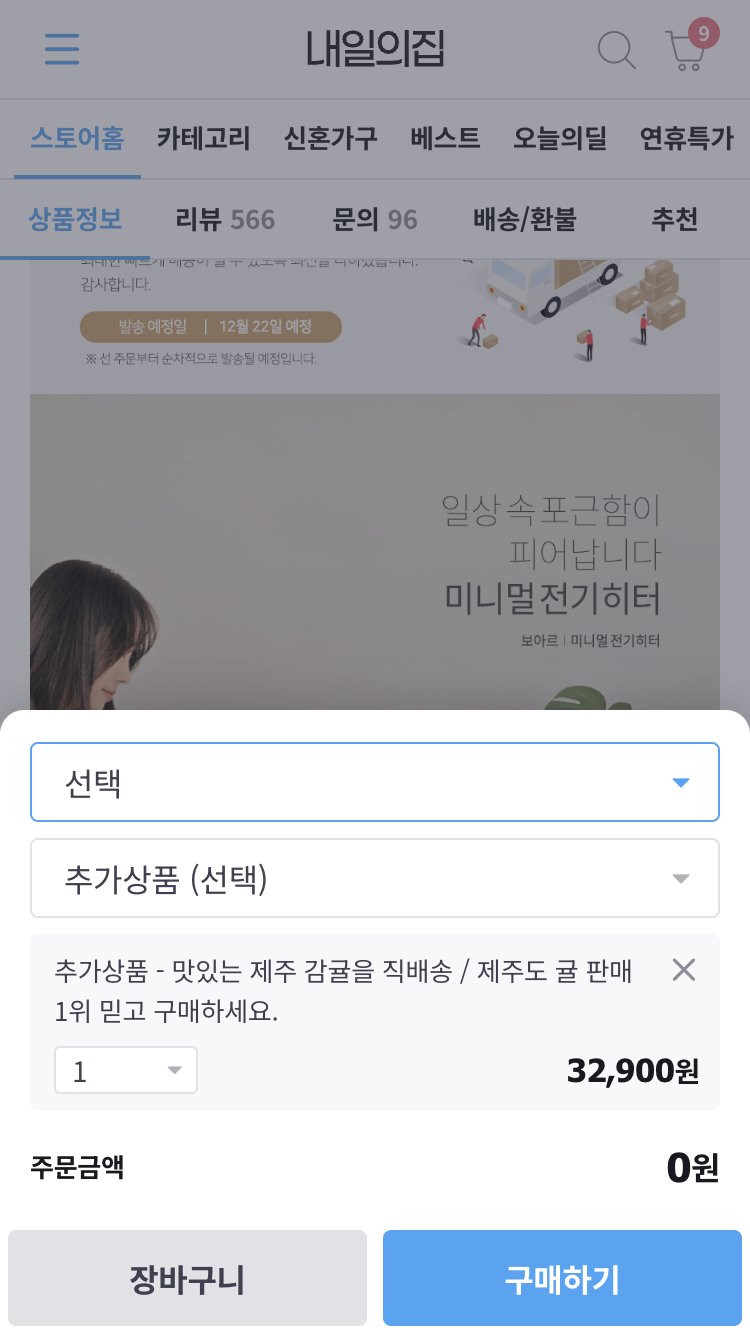 내일의집
9
스토어홈 카테고리 신혼가구 베스트 오늘의딜 연휴특가
상품정보 리뷰 566 문의 96 배송/환불 추천
감사합니다.
발송 예정일 | 12월 22일 예정
※ 선 주문부터 순차적으로 발송될 예정입니다.
일상 속 포근함이
피어납니다
미니멀 전기히터
보아르 | 미니멀 전기히터
선택
추가상품 (선택)
추가상품 - 맛있는 제주 감귤을 직배송 / 제주도 귤 판매
1위 믿고 구매하세요.
1
32,900원
주문금액
0원
장바구니
구매하기